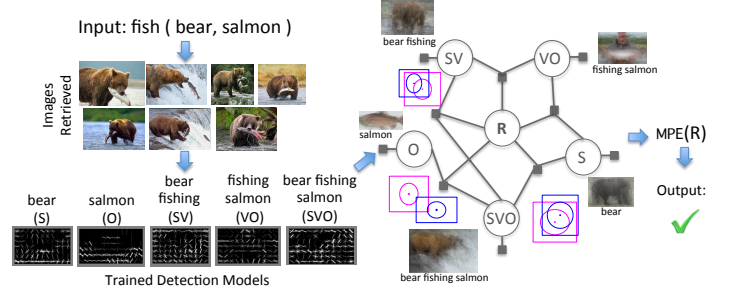 Input: fish ( bear, salmon )
Images
Retrieved
bear
(S)
salmon
(O)
bear
fishing
(SV)
fishing
salmon
(VO)
bear fishing
salmon
(SVO)
Trained Detection Models
bear fishing
SV
VO
fishing salmon
salmon
O
R
S
bear
SVO
bear fishing salmon
MPE(R)
Output: